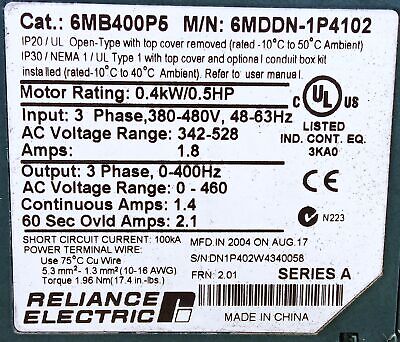 Cat.: 6MB400P5 M/N: 6MDDN-1P4102
IP20 / UL Open-Type with top cover removed (rated -10°C to 50°C Ambient)
IP30 / NEMA 1 / UL Type 1 with top cover and optional conduit box kit
installed (rated -10°C to 40°C Ambient). Refer to user manual.
Motor Rating: 0.4kW/0.5HP
Input: 3 Phase,380-480V, 48-63Hz
AC Voltage Range: 342-528
Amps: 1.8
Output: 3 Phase, 0-400Hz
AC Voltage Range: 0 - 460
Continuous Amps: 1.4
60 Sec Ovld Amps: 2.1
C UL US
LISTED
IND. CONT. EQ.
3KA0
CE
N223
SHORT CIRCUIT CURRENT: 100kA
POWER TERMINAL WIRE:
Use 75°C Cu Wire
5.3 mm²- 1.3 mm² (10-16 AWG)
Torque 1.96 Nm(17.4 in.-lbs.)
MFD.IN 2004 ON AUG.17
S/N:DN1P402W4340058
FRN: 2.01
SERIES A
RELIANCE
ELECTRIC
MADE IN CHINA